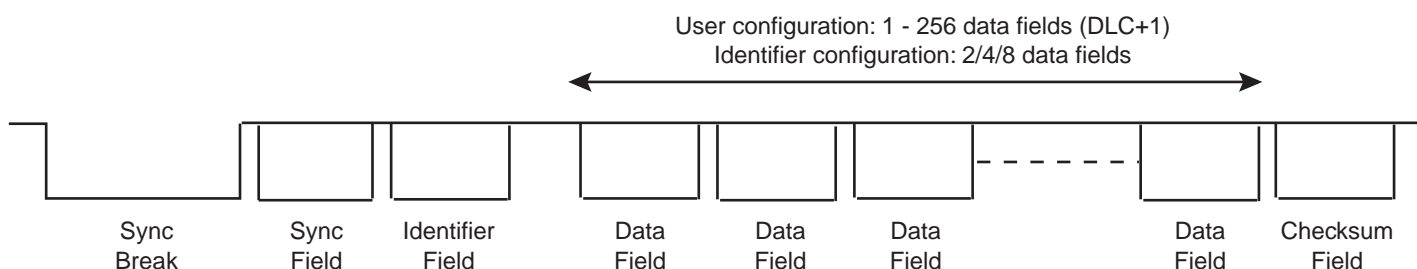 User configuration: 1 - 256 data fields (DLC+1)
Identifier configuration: 2/4/8 data fields
Sync
Break
Sync
Field
Identifier
Field
Data
Field
Data
Field
Data
Field
Data
Field
Checksum
Field